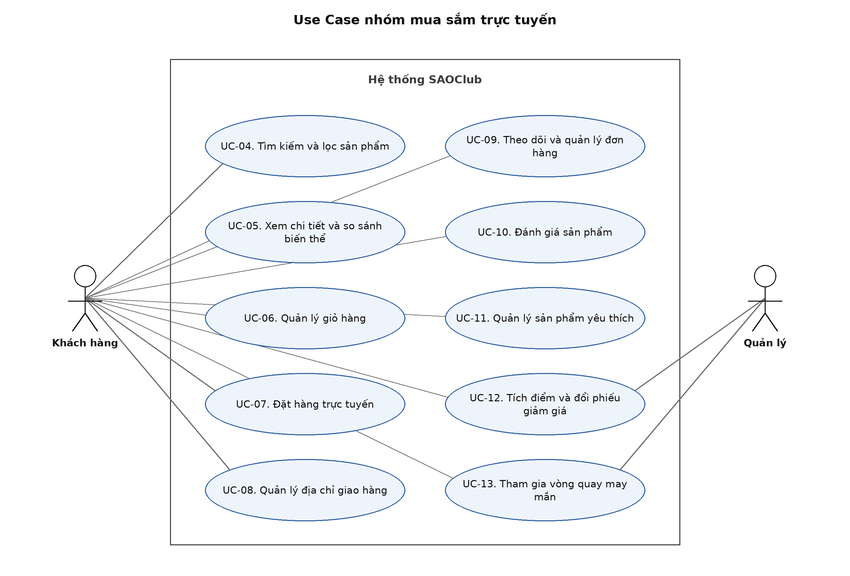 Use Case nhóm mua sắm trực tuyến
Hệ thống SAOClub
UC-04. Tìm kiếm và lọc sản phẩm
UC-09. Theo dõi và quản lý đơn
hàng
UC-05. Xem chi tiết và so sánh
biến thể
UC-10. Đánh giá sản phẩm
UC-06. Quản lý giỏ hàng
UC-11. Quản lý sản phẩm yêu thích
Khách hàng
Quản lý
UC-07. Đặt hàng trực tuyến
UC-12. Tích điểm và đổi phiếu
giảm giá
UC-08. Quản lý địa chỉ giao hàng
UC-13. Tham gia vòng quay may
mắn